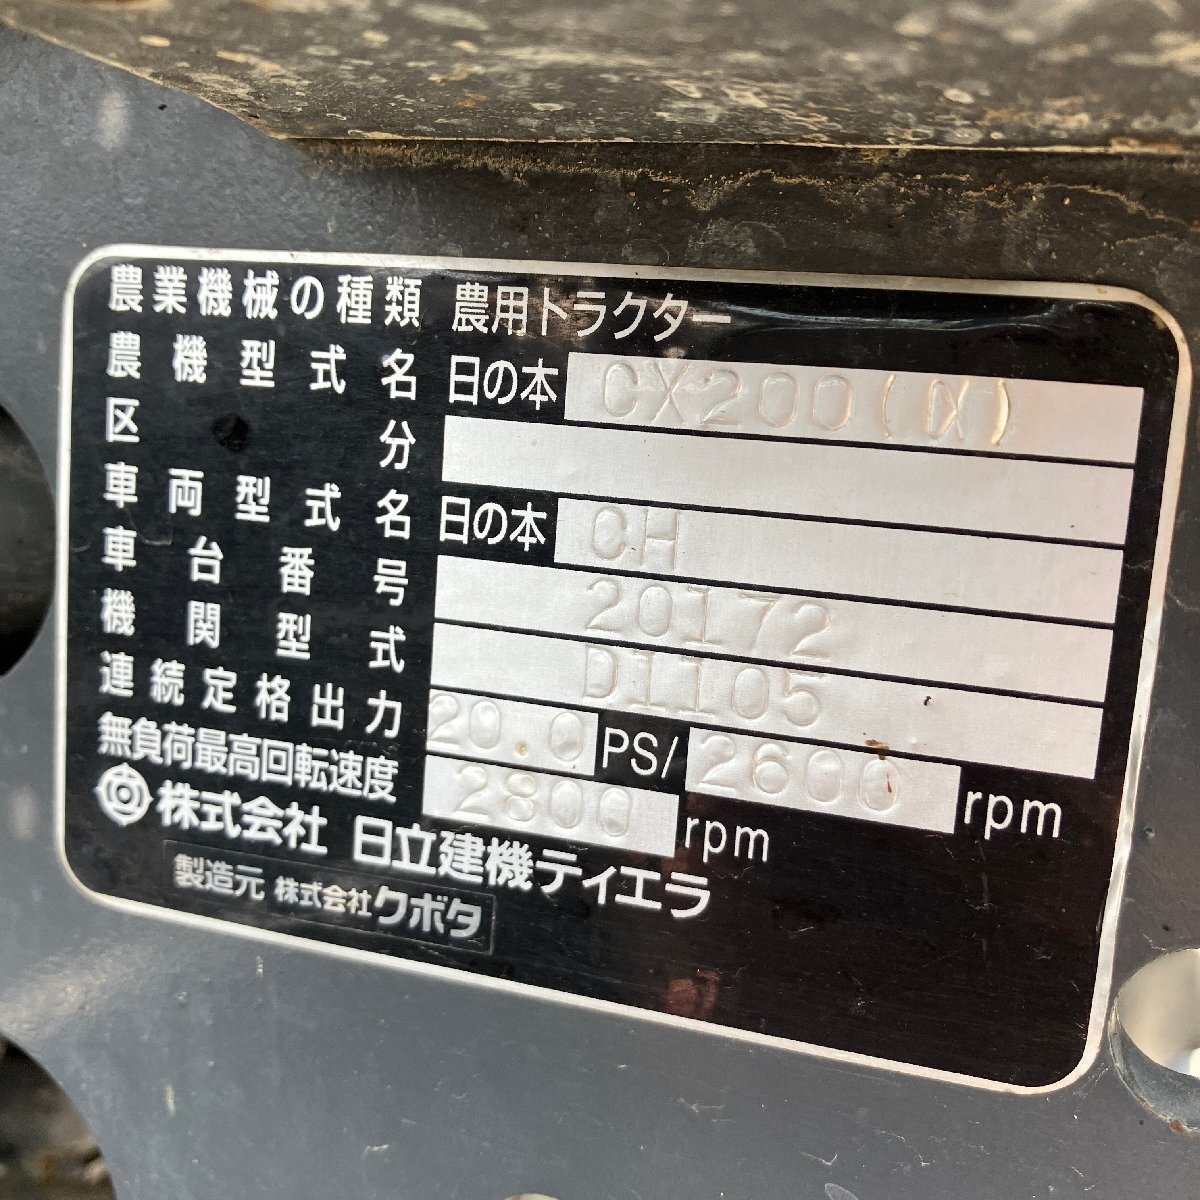 農業機械の種類 農用トラクター
農機型式名 日の本 CX200(α)
区分
車両型式名 日の本 CH
車台番号 20172
機関型式 D1105
連続定格出力 20.0 PS/ 2600 rpm
無負荷最高回転速度 2800 rpm
株式会社 日立建機ティエラ
製造元 株式会社クボタ